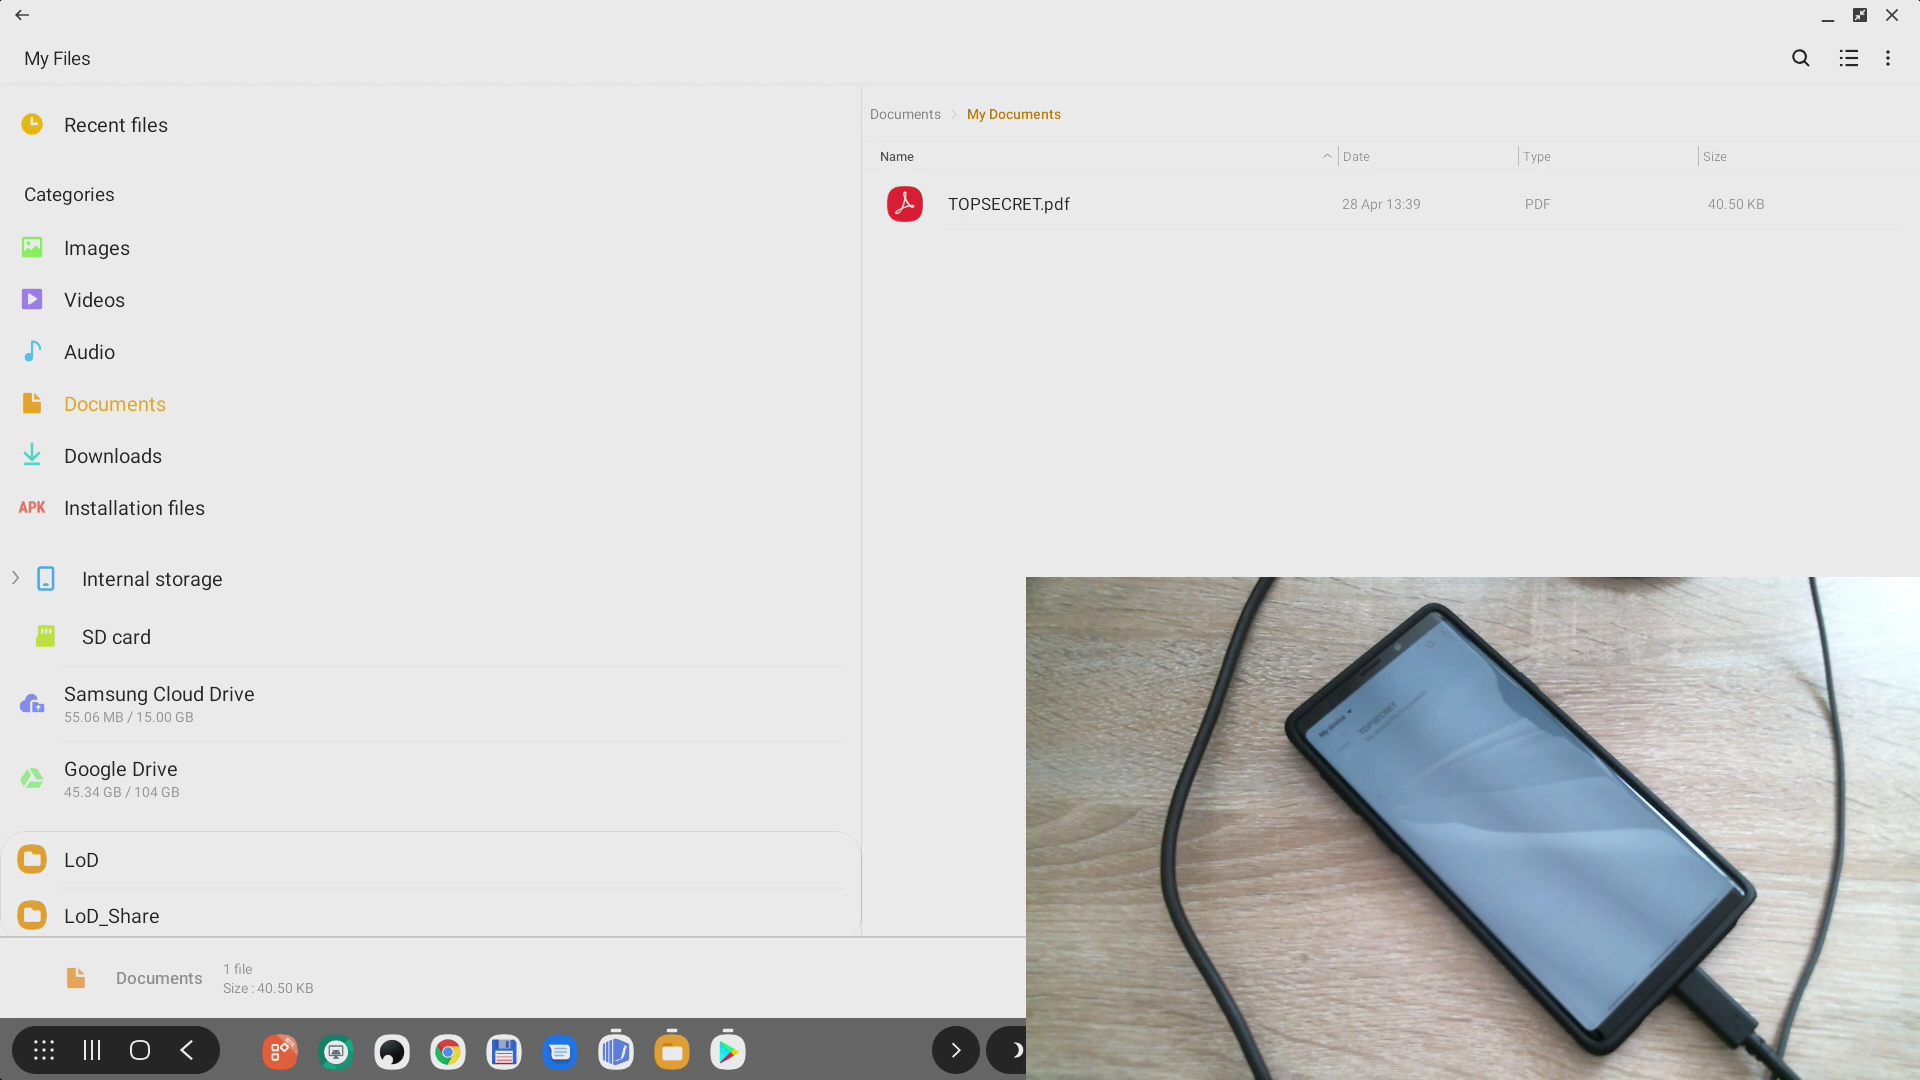 My Files
Recent files
Categories
Images
Videos
Audio
Documents
Downloads
APK Installation files
Internal storage
SD card
Samsung Cloud Drive
55.06 MB / 15.00 GB
Google Drive
45.34 GB / 104 GB
LoD
LoD_Share
Documents
1 file
Size : 40.50 KB
Documents > My Documents
Name Date Type Size
TOPSECRET.pdf 28 Apr 13:39 PDF 40.50 KB
My device
TOPSECRET